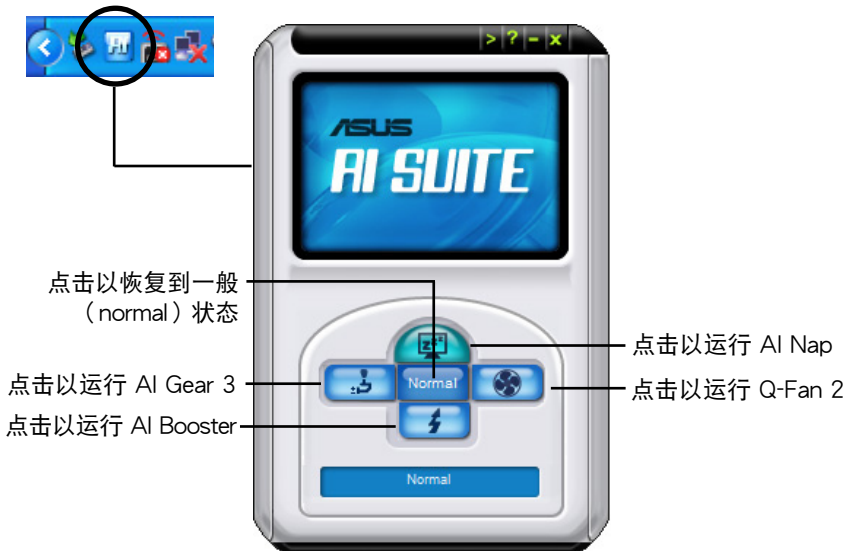 AI
> ? - x
ASUS
AI SUITE
点击以恢复到一般
（normal）状态
点击以运行 AI Nap
点击以运行 AI Gear 3
Normal
点击以运行 Q-Fan 2
点击以运行 AI Booster
Normal